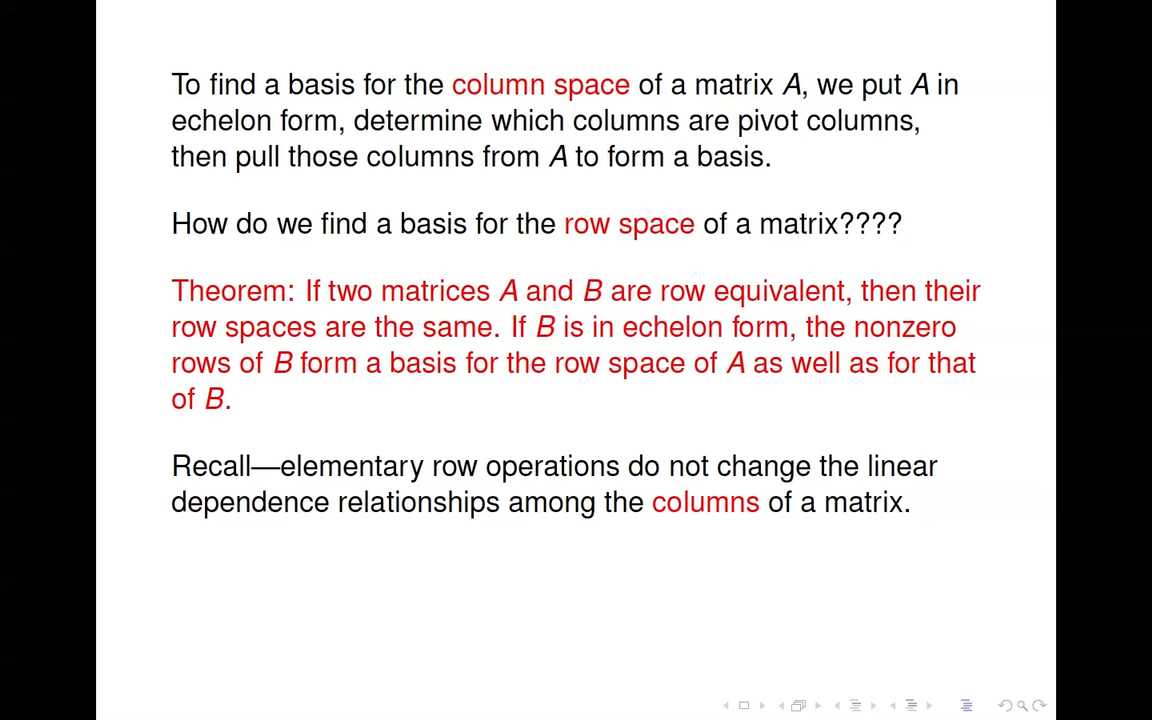 To find a basis for the column space of a matrix A, we put A in
echelon form, determine which columns are pivot columns,
then pull those columns from A to form a basis.
How do we find a basis for the row space of a matrix????
Theorem: If two matrices A and B are row equivalent, then their
row spaces are the same. If B is in echelon form, the nonzero
rows of B form a basis for the row space of A as well as for that
of B.
Recall—elementary row operations do not change the linear
dependence relationships among the columns of a matrix.